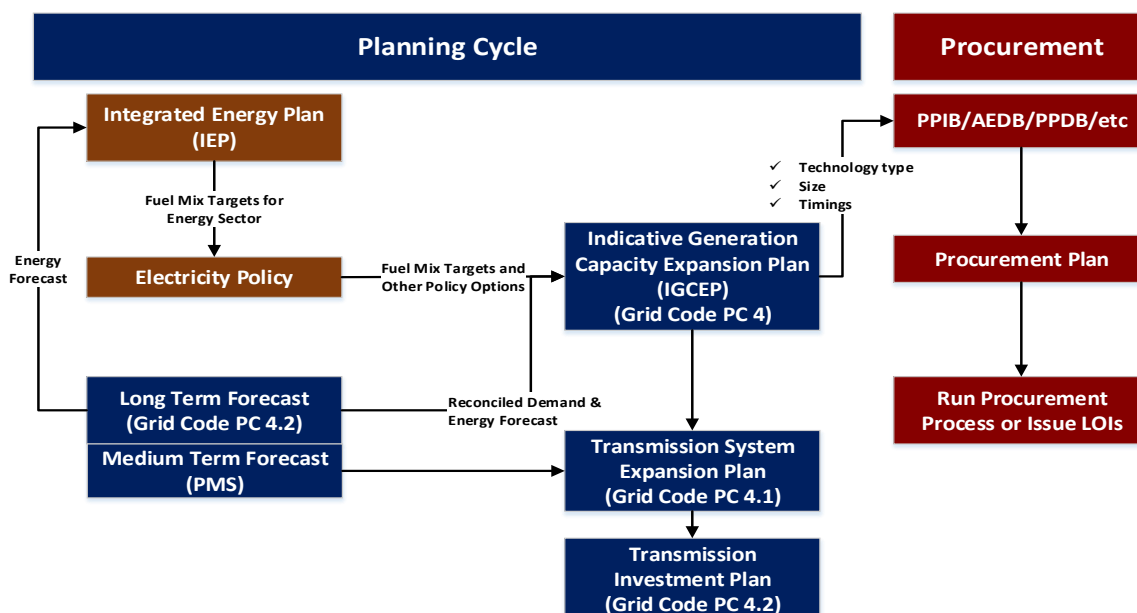 Planning Cycle
Procurement
Integrated Energy Plan
(IEP)
PPIB/AEDB/PPDB/etc
Fuel Mix Targets for
Energy Sector
✓ Technology type
✓ Size
✓ Timings
Energy
Forecast
Electricity Policy
Fuel Mix Targets and
Other Policy Options
Indicative Generation
Capacity Expansion Plan
(IGCEP)
(Grid Code PC 4)
Procurement Plan
Long Term Forecast
(Grid Code PC 4.2)
Reconciled Demand &
Energy Forecast
Run Procurement
Process or Issue LOIs
Medium Term Forecast
(PMS)
Transmission System
Expansion Plan
(Grid Code PC 4.1)
Transmission
Investment Plan
(Grid Code PC 4.2)